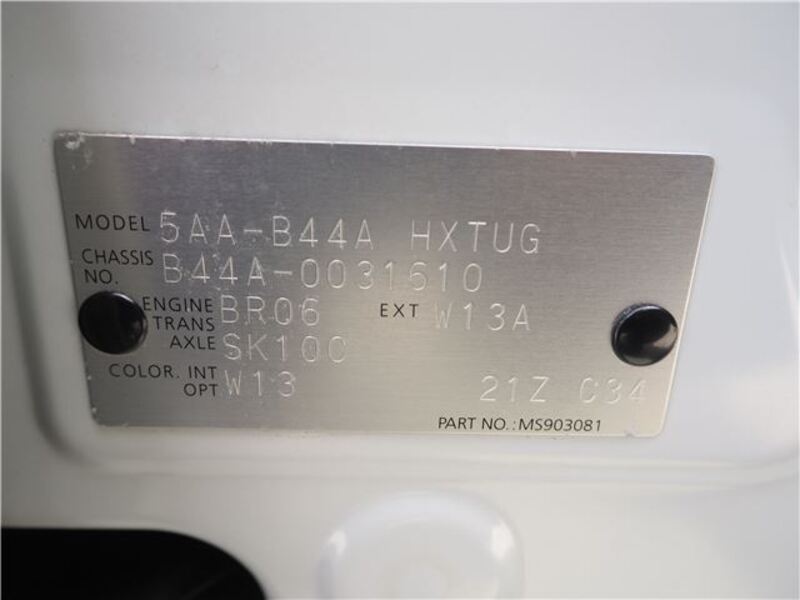 MODEL 5AA-B44A HXTUG
CHASSIS NO. B44A-0031610
ENGINE BR06 EXT W13A
TRANS AXLE SK10C
COLOR. INT OPT W13 21Z C34
PART NO.:MS903081